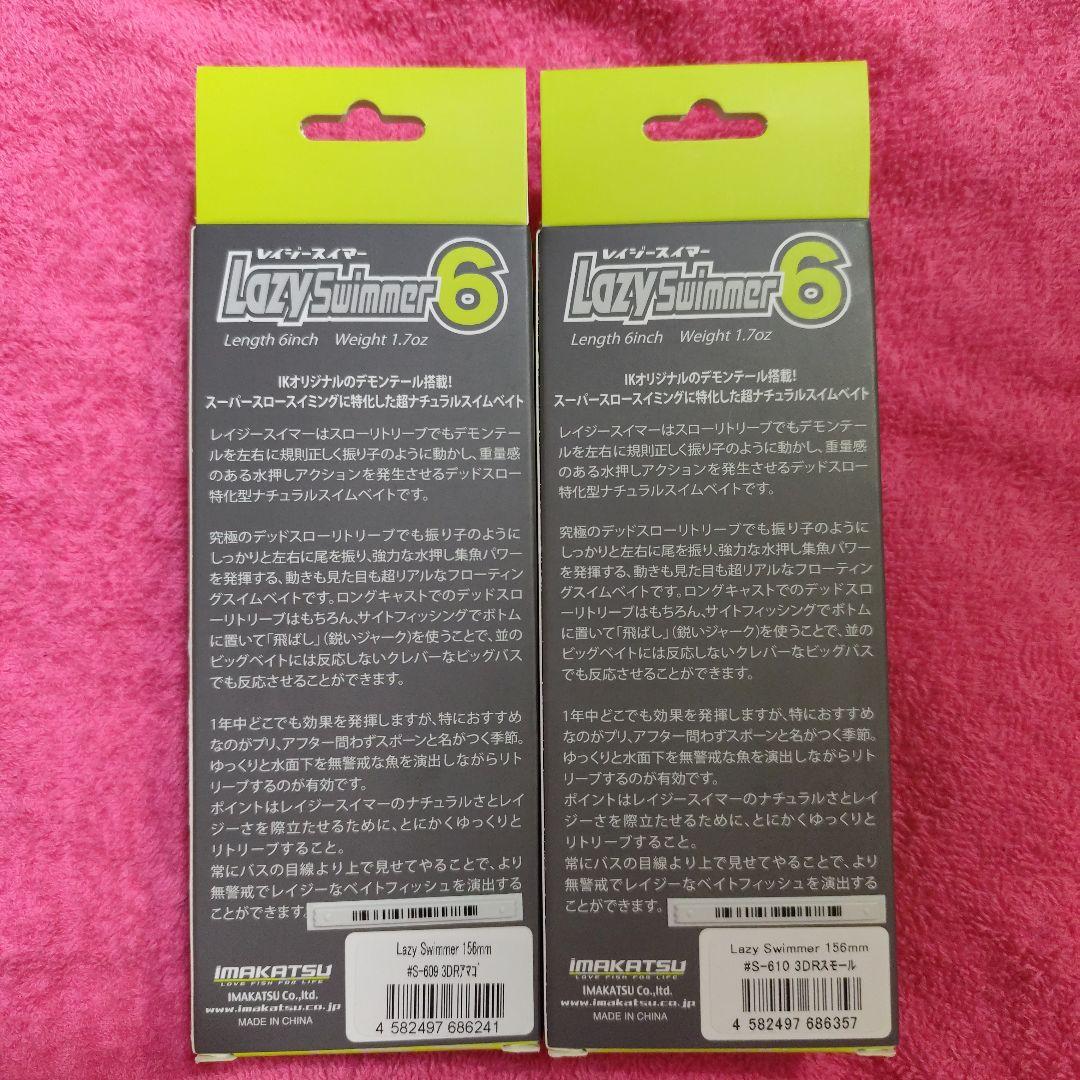 レイジースイマー
Lazy Swimmer 6
Length 6inch Weight 1.7oz
IKオリジナルのデモンテール搭載!
スーパースロースイミングに特化した超ナチュラルスイムベイト
レイジースイマーはスローリトリーブでもデモンテー
ルを左右に規則正しく振り子のように動かし、重量感
のある水押しアクションを発生させるデッドスロー
特化型ナチュラルスイムベイトです。
究極のデッドスローリトリーブでも振り子のように
しっかりと左右に尾を振り、強力な水押し集魚パワー
を発揮する、動きも見た目も超リアルなフローティン
グスイムベイトです。ロングキャストでのデッドスロ
ーリトリーブはもちろん、サイトフィッシングでボトム
に置いて「飛ばし」(鋭いジャーク)を使うことで、並の
ビッグベイトには反応しないクレバーなビッグバス
でも反応させることができます。
1年中どこでも効果を発揮しますが、特におすすめ
なのがプリ、アフター問わずスポーンと名がつく季節。
ゆっくりと水面下を無警戒な魚を演出しながらリト
リーブするのが有効です。
ポイントはレイジースイマーのナチュラルさとレイ
ジーさを際立たせるために、とにかくゆっくりと
リトリーブすること。
常にバスの目線より上で見せてやることで、より
無警戒でレイジーなベイトフィッシュを演出する
ことができます。
IMAKATSU
LOVE FISH FOR LIFE
IMAKATSU Co.,ltd.
www.imakatsu.co.jp
MADE IN CHINA
Lazy Swimmer 156mm
#S-609 3DRアマゴ
4 582497 686241
レイジースイマー
Lazy Swimmer 6
Length 6inch Weight 1.7oz
IKオリジナルのデモンテール搭載!
スーパースロースイミングに特化した超ナチュラルスイムベイト
レイジースイマーはスローリトリーブでもデモンテー
ルを左右に規則正しく振り子のように動かし、重量感
のある水押しアクションを発生させるデッドスロー
特化型ナチュラルスイムベイトです。
究極のデッドスローリトリーブでも振り子のように
しっかりと左右に尾を振り、強力な水押し集魚パワー
を発揮する、動きも見た目も超リアルなフローティン
グスイムベイトです。ロングキャストでのデッドスロ
ーリトリーブはもちろん、サイトフィッシングでボトム
に置いて「飛ばし」(鋭いジャーク)を使うことで、並の
ビッグベイトには反応しないクレバーなビッグバス
でも反応させることができます。
1年中どこでも効果を発揮しますが、特におすすめ
なのがプリ、アフター問わずスポーンと名がつく季節。
ゆっくりと水面下を無警戒な魚を演出しながらリト
リーブするのが有効です。
ポイントはレイジースイマーのナチュラルさとレイ
ジーさを際立たせるために、とにかくゆっくりと
リトリーブすること。
常にバスの目線より上で見せてやることで、より
無警戒でレイジーなベイトフィッシュを演出する
ことができます。
IMAKATSU
LOVE FISH FOR LIFE
IMAKATSU Co.,ltd.
www.imakatsu.co.jp
MADE IN CHINA
Lazy Swimmer 156mm
#S-610 3DRスモール
4 582497 686357